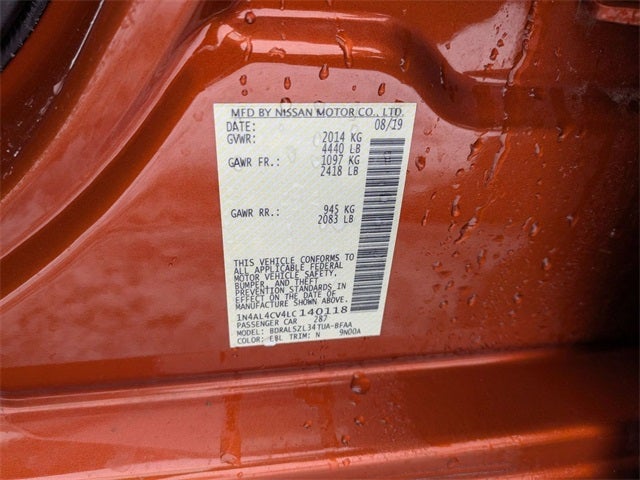 MFD BY NISSAN MOTOR CO., LTD.
DATE: 08/19
GVWR: 2014 KG
4440 LB
GAWR FR.: 1097 KG
2418 LB
GAWR RR.: 945 KG
2083 LB
THIS VEHICLE CONFORMS TO
ALL APPLICABLE FEDERAL
MOTOR VEHICLE SAFETY,
BUMPER, AND THEFT
PREVENTION STANDARDS IN
EFFECT ON THE DATE OF
MANUFACTURE SHOWN ABOVE.
1N4AL4CV4LC140118
PASSENGER CAR 287
MODEL: BDRALSZL34TUA-BFAA
COLOR: EBL TRIM: N 9N00A